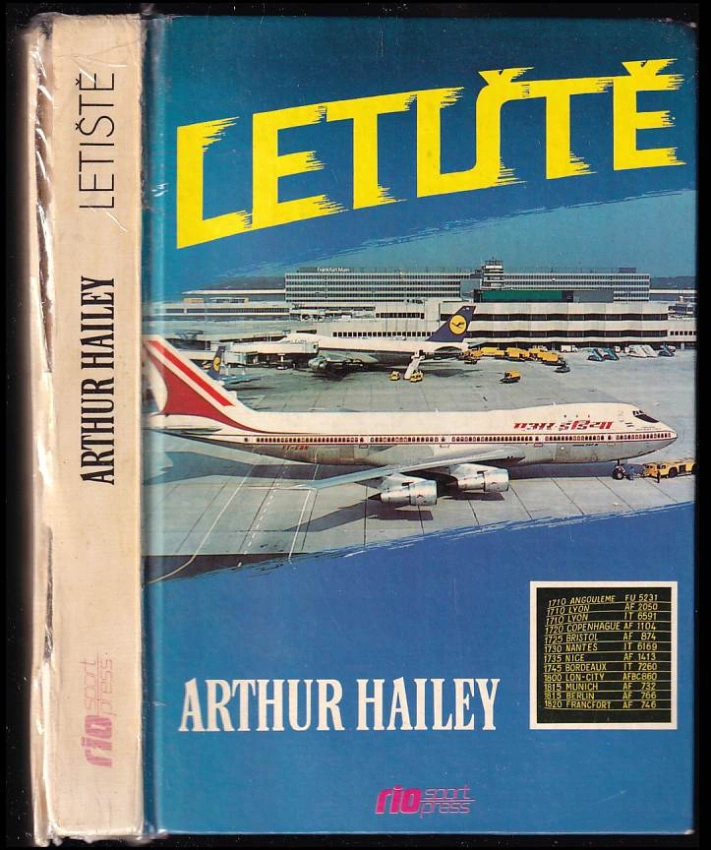 LETIŠTĚ
ARTHUR HAILEY
rio sport
press
LETIŠTĚ
Frankfurt Main
1710 ANGOULEME FU 5231
1710 LYON AF 2050
1710 LYON IT 6591
1720 COPENHAGUE AF 1104
1725 BRISTOL AF 874
1730 NANTES IT 6169
1735 NICE AF 1413
1745 BORDEAUX IT 7260
1800 LON-CITY AFBC860
1815 MUNICH AF 732
1815 BERLIN AF 766
1820 FRANCFORT AF 746
ARTHUR HAILEY
rio sport
press